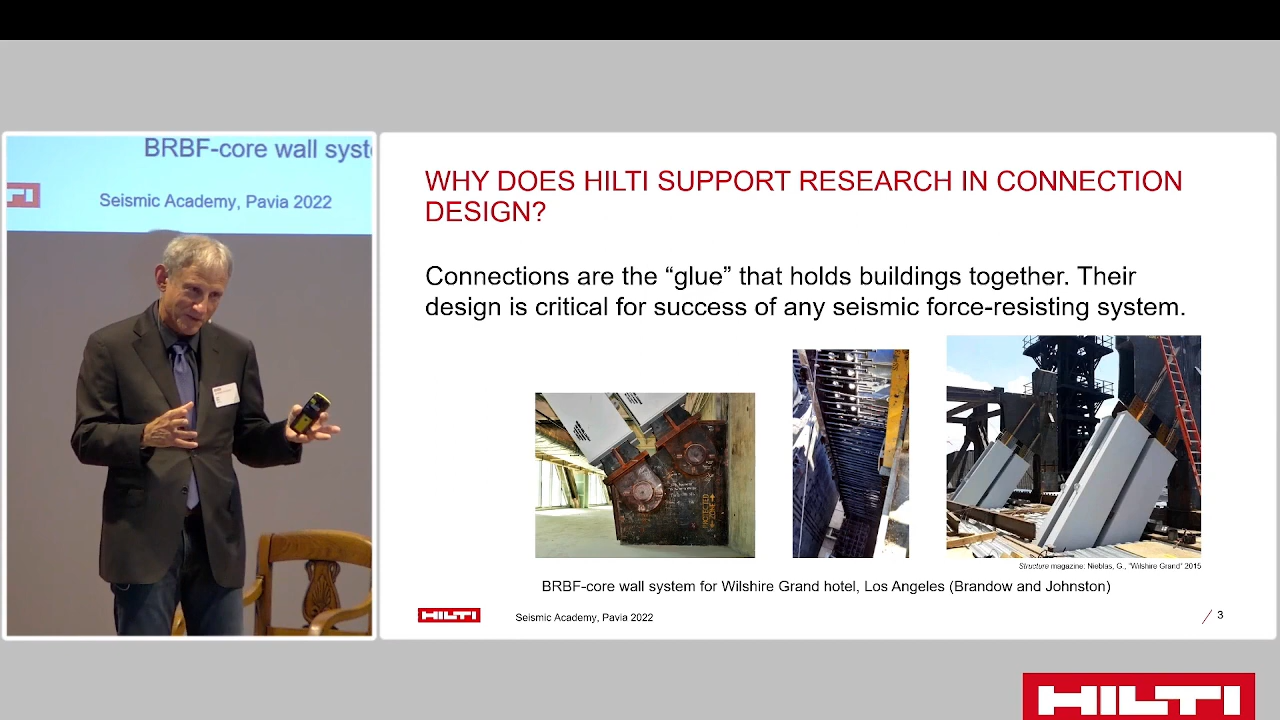 BRBF-core wall syst
Seismic Academy, Pavia 2022
WHY DOES HILTI SUPPORT RESEARCH IN CONNECTION
DESIGN?
Connections are the “glue” that holds buildings together. Their
design is critical for success of any seismic force-resisting system.
Structure magazine: Nieblas, G., “Wilshire Grand” 2015
BRBF-core wall system for Wilshire Grand hotel, Los Angeles (Brandow and Johnston)
HILTI
Seismic Academy, Pavia 2022
3
HILTI